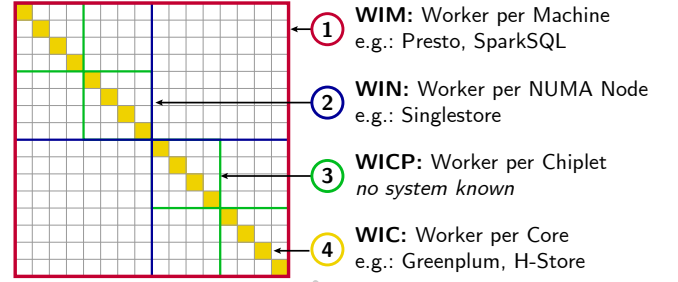 1 WIM: Worker per Machine
e.g.: Presto, SparkSQL
2 WIN: Worker per NUMA Node
e.g.: Singlestore
3 WICP: Worker per Chiplet
no system known
4 WIC: Worker per Core
e.g.: Greenplum, H-Store